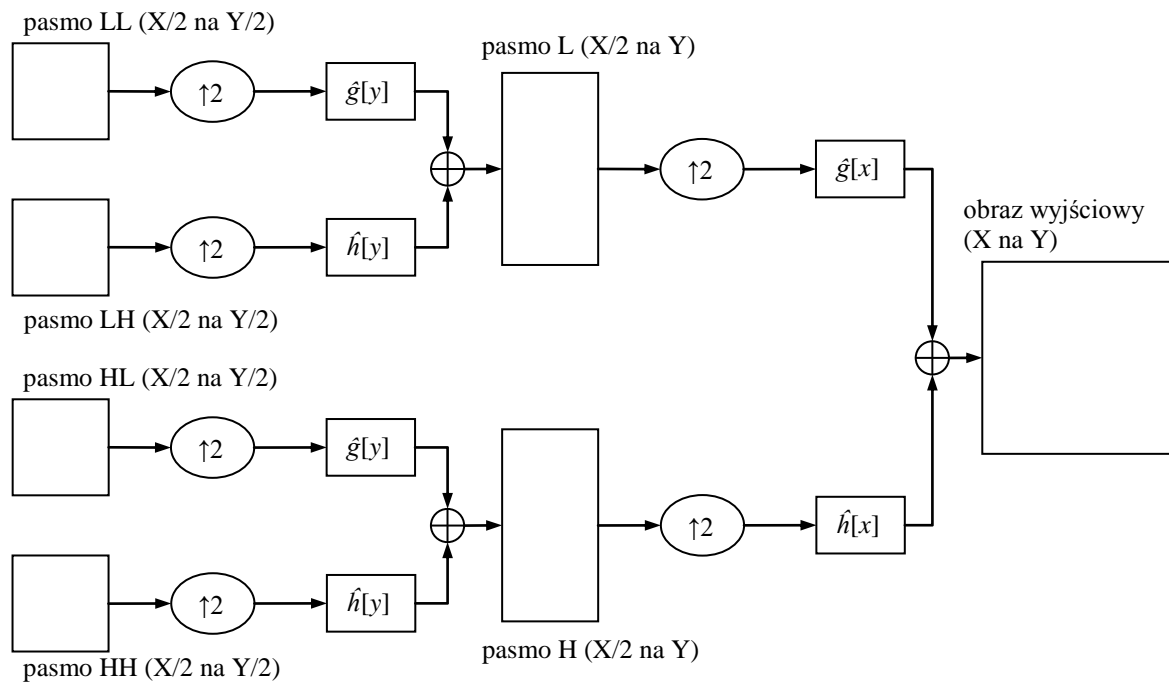 pasmo LL (X/2 na Y/2)
↑2
ĝ[y]
pasmo L (X/2 na Y)
↑2
ĝ[x]
↑2
ĥ[y]
pasmo LH (X/2 na Y/2)
obraz wyjściowy
(X na Y)
pasmo HL (X/2 na Y/2)
↑2
ĝ[y]
↑2
ĥ[x]
↑2
ĥ[y]
pasmo H (X/2 na Y)
pasmo HH (X/2 na Y/2)